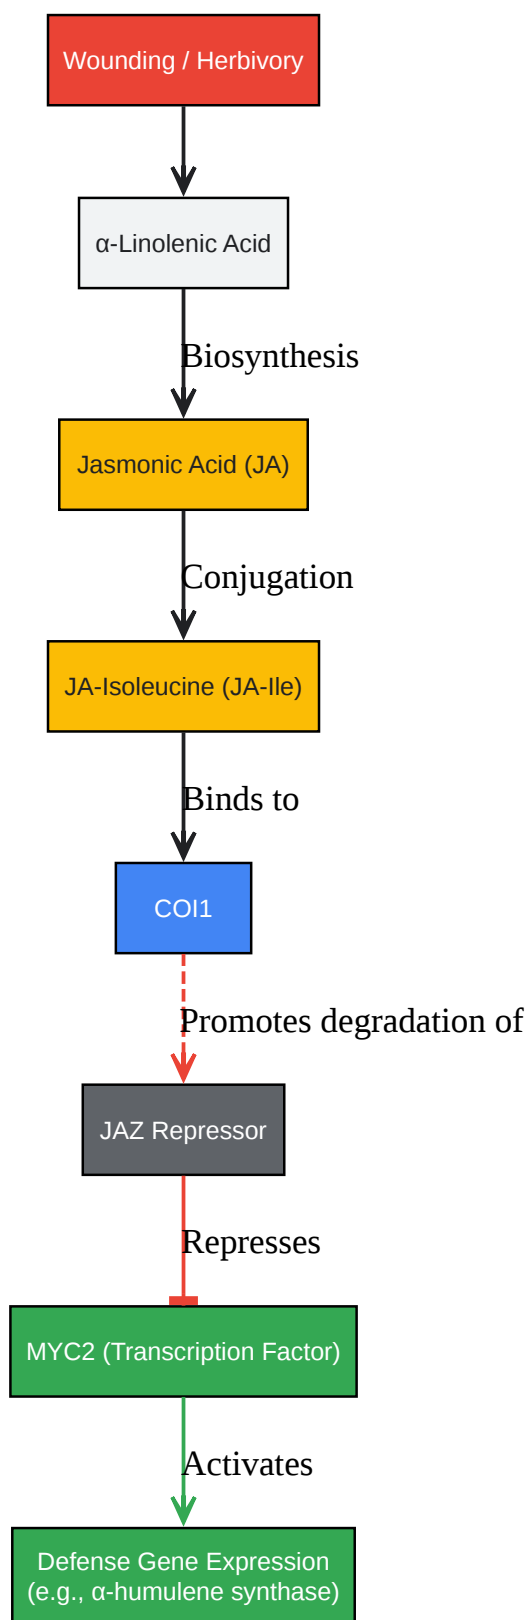 Wounding / Herbivory
α-Linolenic Acid
Biosynthesis
Jasmonic Acid (JA)
Conjugation
JA-Isoleucine (JA-Ile)
Binds to
COI1
Promotes degradation of
JAZ Repressor
Represses
MYC2 (Transcription Factor)
Activates
Defense Gene Expression
(e.g., α-humulene synthase)